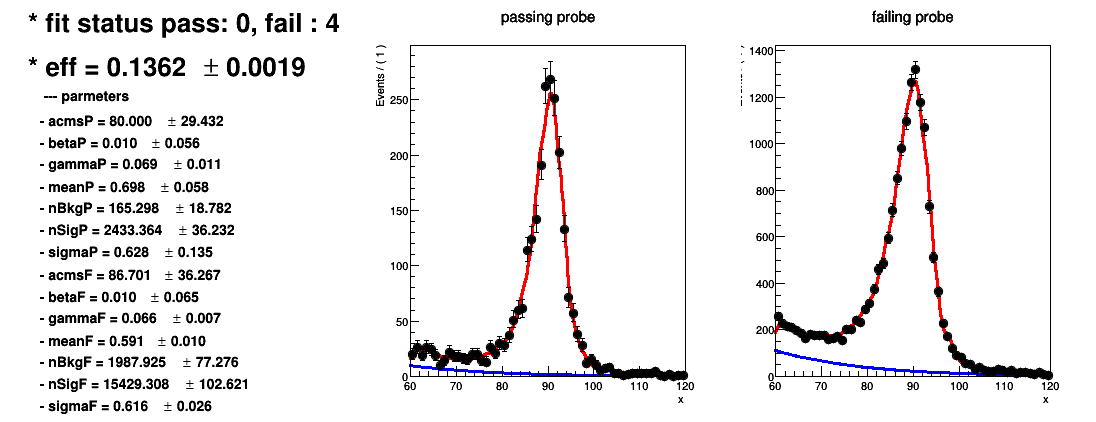 * fit status pass: 0, fail : 4
* eff = 0.1362 ± 0.0019
--- parmeters
- acmsP = 80.000 ± 29.432
- betaP = 0.010 ± 0.056
- gammaP = 0.069 ± 0.011
- meanP = 0.698 ± 0.058
- nBkgP = 165.298 ± 18.782
- nSigP = 2433.364 ± 36.232
- sigmaP = 0.628 ± 0.135
- acmsF = 86.701 ± 36.267
- betaF = 0.010 ± 0.065
- gammaF = 0.066 ± 0.007
- meanF = 0.591 ± 0.010
- nBkgF = 1987.925 ± 77.276
- nSigF = 15429.308 ± 102.621
- sigmaF = 0.616 ± 0.026
passing probe
Events / ( 1 )
250
200
150
100
50
0
60 70 80 90 100 110 120
x
failing probe
1400
1200
1000
800
600
400
200
0
60 70 80 90 100 110 120
x